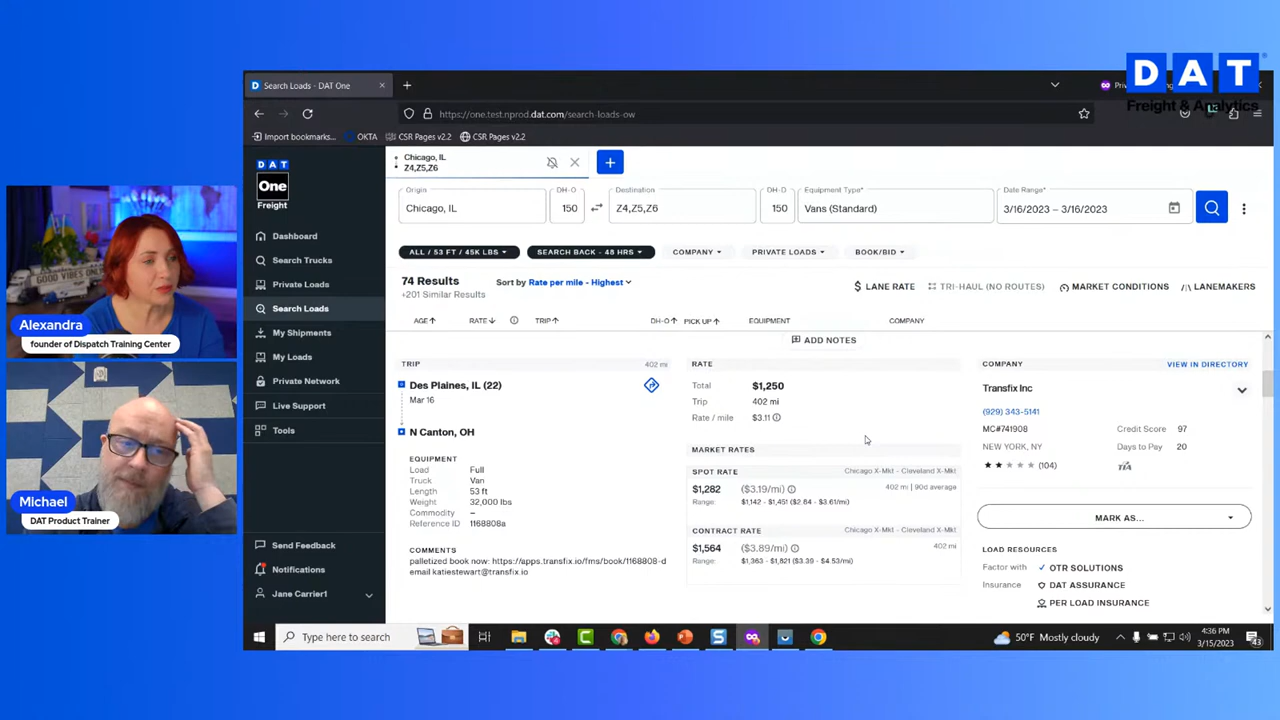 DAT
Freight & Analytics
Search Loads - DAT One
https://one.test.nprod.dat.com/search-loads-ow
Import bookmarks...
OKTA
CSR Pages v2.2
CSR Pages v2.2
DAT
One
Freight
Dashboard
Search Trucks
Private Loads
Search Loads
My Shipments
My Loads
Private Network
Live Support
Tools
Send Feedback
Notifications
Jane Carrier1
GOOD VIBES ONLY
Alexandra
founder of Dispatch Training Center
Michael
DAT Product Trainer
Chicago, IL
Z4,Z5,Z6
Origin
Chicago, IL
DH-O
150
Destination
Z4,Z5,Z6
DH-D
150
Equipment Type*
Vans (Standard)
Date Range*
3/16/2023 – 3/16/2023
ALL / 53 FT / 45K LBS
SEARCH BACK - 48 HRS
COMPANY
PRIVATE LOADS
BOOK/BID
74 Results
+201 Similar Results
Sort by Rate per mile - Highest
$ LANE RATE
TRI-HAUL (NO ROUTES)
MARKET CONDITIONS
LANEMAKERS
AGE
RATE
TRIP
DH-O
PICK UP
EQUIPMENT
COMPANY
ADD NOTES
TRIP
402 mi
Des Plaines, IL (22)
Mar 16
N Canton, OH
EQUIPMENT
Load Full
Truck Van
Length 53 ft
Weight 32,000 lbs
Commodity –
Reference ID 1168808a
COMMENTS
palletized book now: https://apps.transfix.io/fms/book/1168808-d
email katiestewart@transfix.io
RATE
Total $1,250
Trip 402 mi
Rate / mile $3.11
MARKET RATES
SPOT RATE Chicago X-Mkt - Cleveland X-Mkt
$1,282 ($3.19/mi) 402 mi | 90d average
Range: $1,142 - $1,451 ($2.84 - $3.61/mi)
CONTRACT RATE Chicago X-Mkt - Cleveland X-Mkt
$1,564 ($3.89/mi) 402 mi
Range: $1,363 - $1,821 ($3.39 - $4.53/mi)
COMPANY
VIEW IN DIRECTORY
Transfix Inc
(929) 343-5141
MC#741908
Credit Score 97
NEW YORK, NY
Days to Pay 20
(104)
TIA
MARK AS...
LOAD RESOURCES
Factor with OTR SOLUTIONS
Insurance DAT ASSURANCE
PER LOAD INSURANCE
Type here to search
50°F Mostly cloudy
4:36 PM
3/15/2023
43